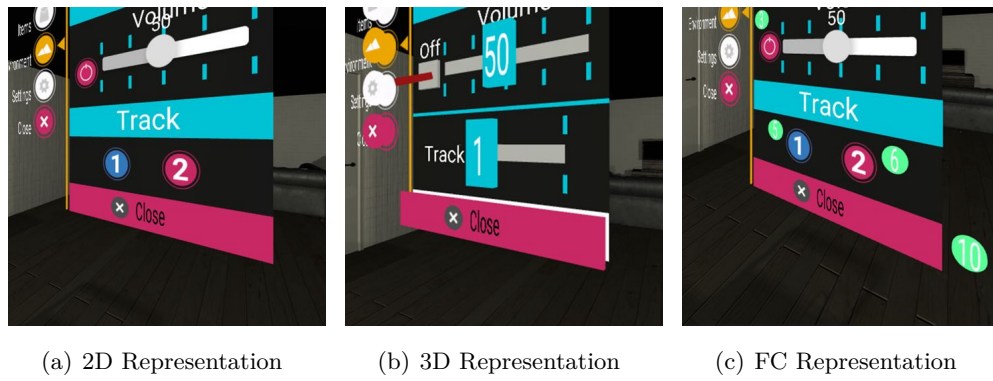 Items
Volume
50
Settings
Close
Track
1
2
Close
Items
Volume
Off
50
Track
1
Close
Environment
50
Settings
Close
Track
5
1
2
6
Close
10
(a) 2D Representation
(b) 3D Representation
(c) FC Representation